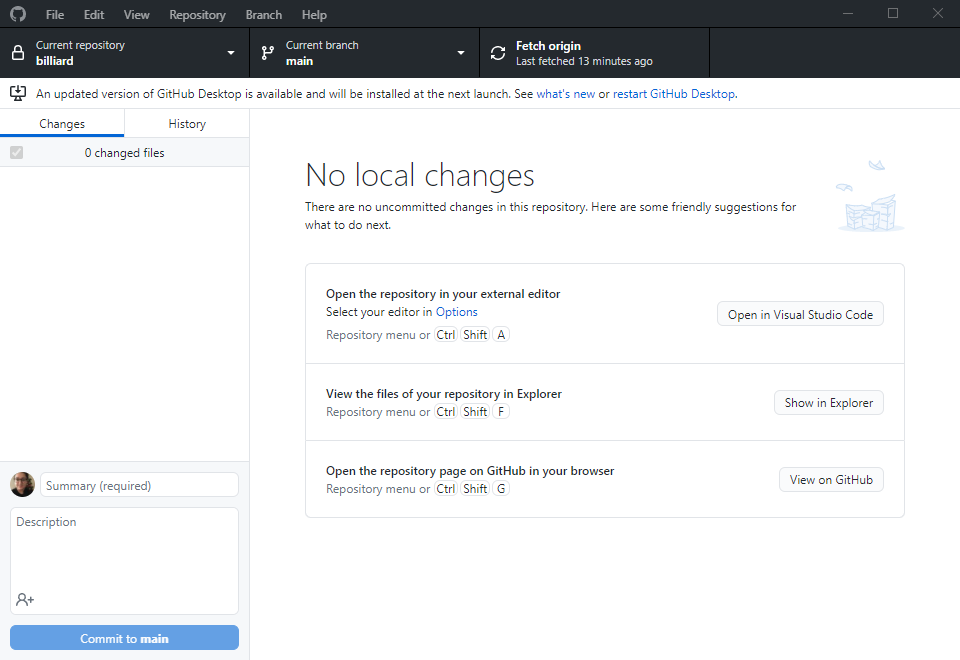 File Edit View Repository Branch Help
Current repository
billiard
Current branch
main
Fetch origin
Last fetched 13 minutes ago
An updated version of GitHub Desktop is available and will be installed at the next launch. See what's new or restart GitHub Desktop.
Changes
History
0 changed files
No local changes
There are no uncommitted changes in this repository. Here are some friendly suggestions for
what to do next.
Open the repository in your external editor
Select your editor in Options
Repository menu or Ctrl Shift A
Open in Visual Studio Code
View the files of your repository in Explorer
Repository menu or Ctrl Shift F
Show in Explorer
Open the repository page on GitHub in your browser
Repository menu or Ctrl Shift G
View on GitHub
Summary (required)
Description
Commit to main